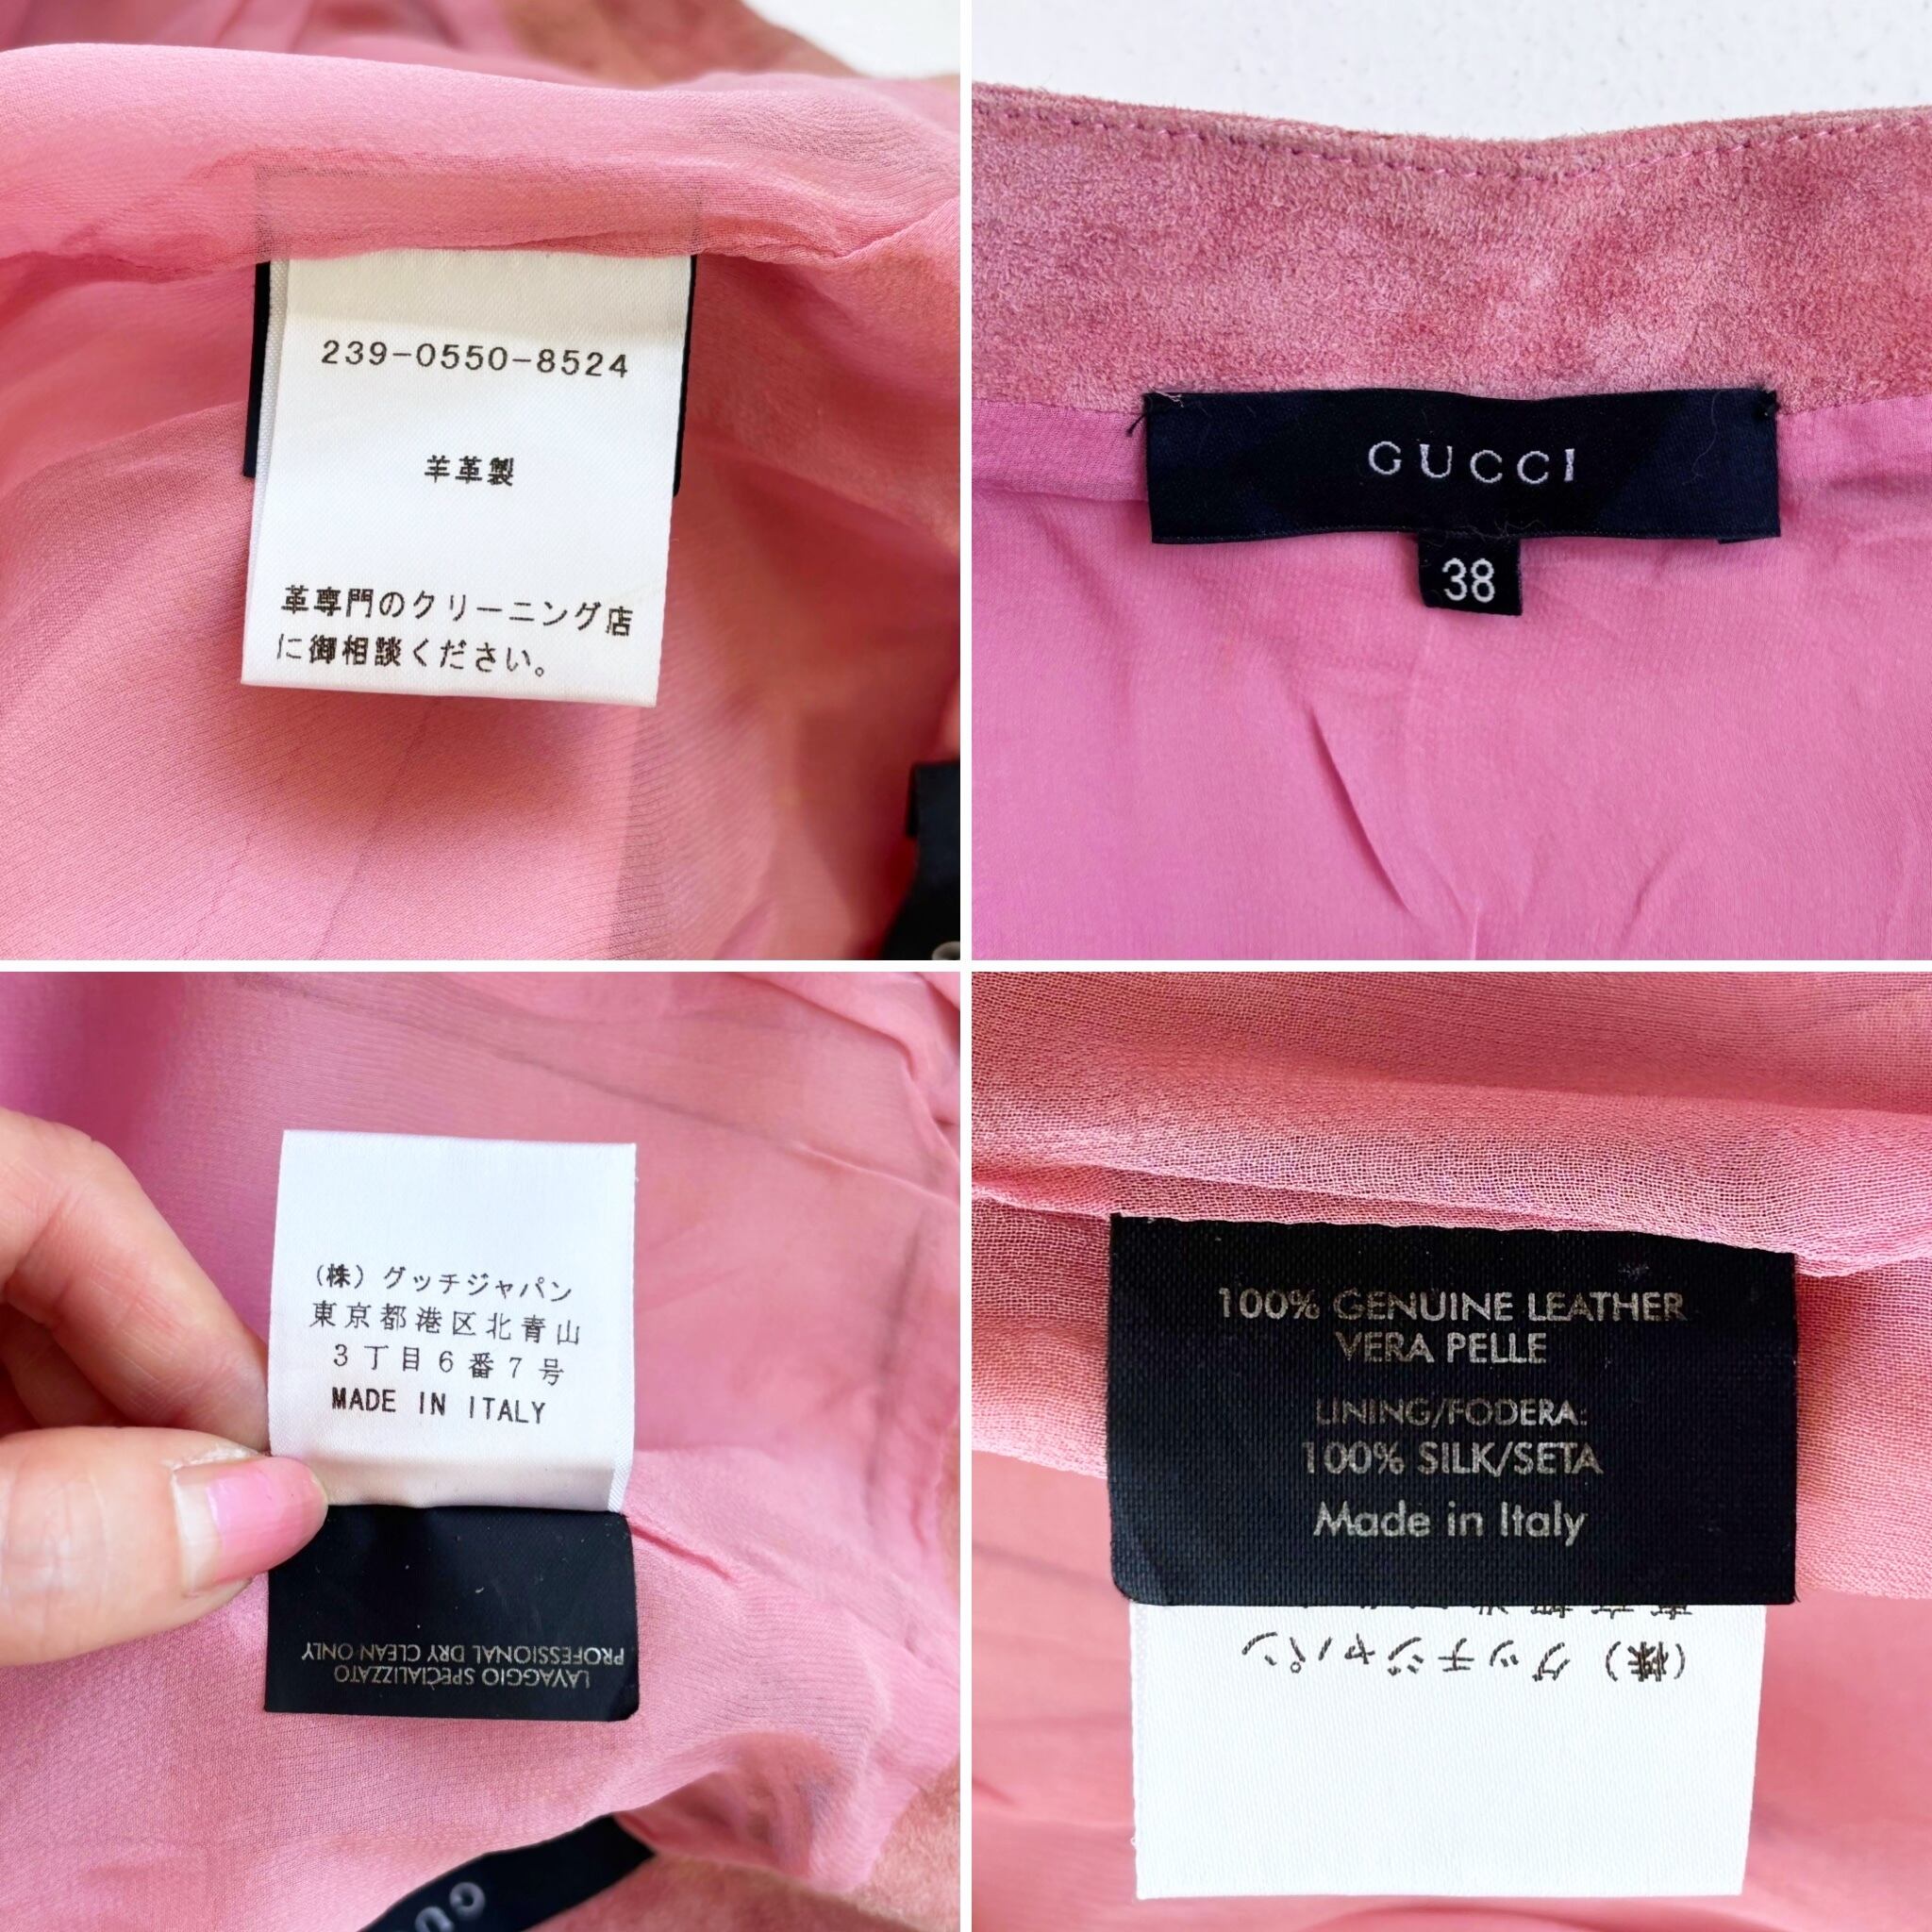 239-0550-8524
羊革製
革専門のクリーニング店
に御相談ください。
GUCCI
38
(株)グッチジャパン
東京都港区北青山
3丁目6番7号
MADE IN ITALY
LAVAGGIO SPECIALIZZATO
PROFESSIONAL DRY CLEAN ONLY
GU
100% GENUINE LEATHER
VERA PELLE
LINING/FODERA:
100% SILK/SETA
Made in Italy
(株)グッチジャパン